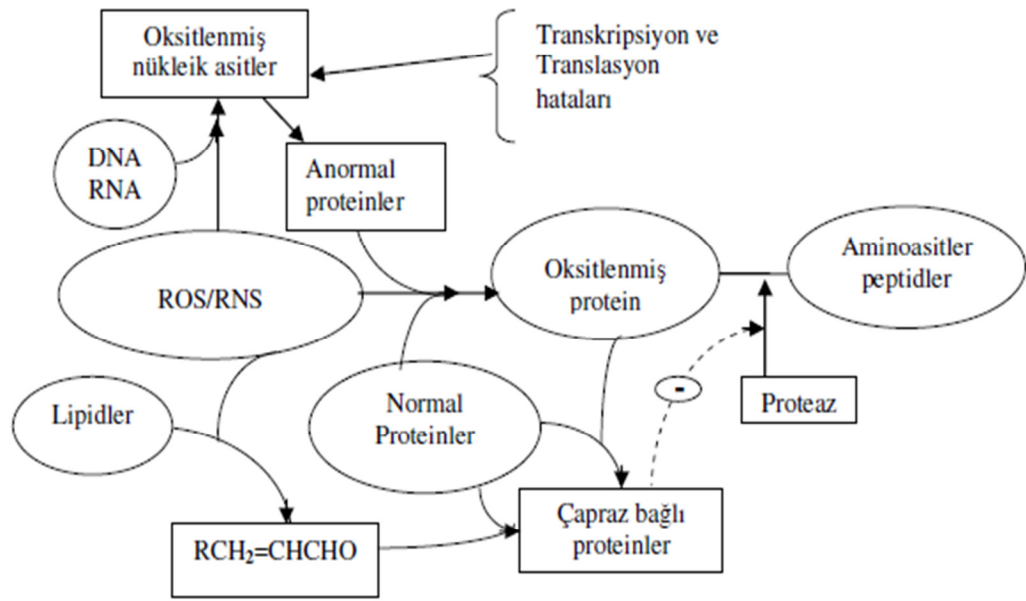 Oksitlenmiş
nükleik asitler
Transkripsiyon ve
Translasyon
hataları
DNA
RNA
Anormal
proteinler
ROS/RNS
Oksitlenmiş
protein
Aminoasitler
peptidler
Lipidler
Normal
Proteinler
-
Proteaz
RCH₂=CHCHO
Çapraz bağlı
proteinler